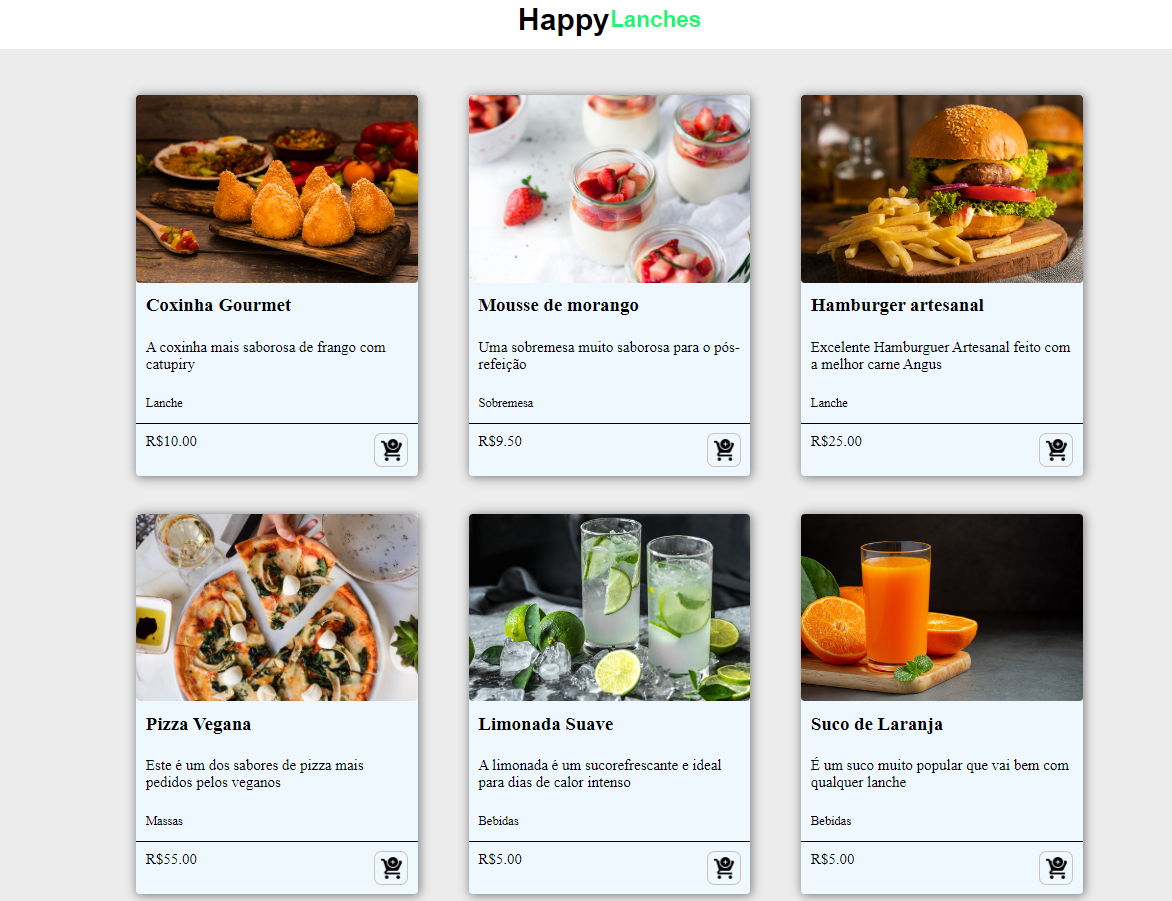 HappyLanches
Coxinha Gourmet
A coxinha mais saborosa de frango com
catupiry
Lanche
R$10.00
Mousse de morango
Uma sobremesa muito saborosa para o pós-
refeição
Sobremesa
R$9.50
Hamburger artesanal
Excelente Hamburguer Artesanal feito com
a melhor carne Angus
Lanche
R$25.00
Pizza Vegana
Este é um dos sabores de pizza mais
pedidos pelos veganos
Massas
R$55.00
Limonada Suave
A limonada é um sucorefrescante e ideal
para dias de calor intenso
Bebidas
R$5.00
Suco de Laranja
É um suco muito popular que vai bem com
qualquer lanche
Bebidas
R$5.00